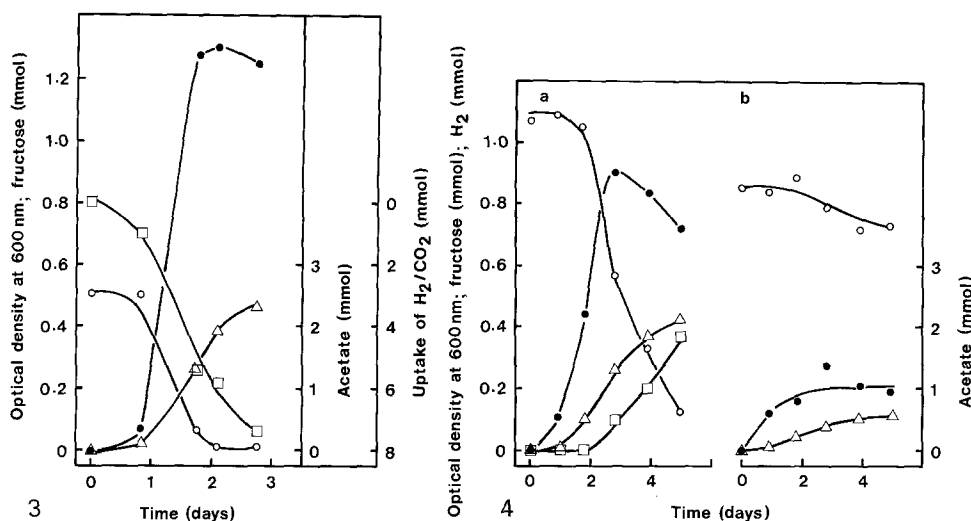 Optical density at 600 nm; fructose (mmol)
1.2
1.0
0.8
0.6
0.4
0.2
0
0 1 2 3
Time (days)
3
2
1
0
Acetate (mmol)
0
2
4
6
8
Uptake of H2/CO2 (mmol)
3
Optical density at 600 nm; fructose (mmol); H2 (mmol)
a
b
1·0
0.8
0.6
0.4
0.2
0
0 2 4
Time (days)
0 2 4
Time (days)
3
2
1
0
Acetate (mmol)
4